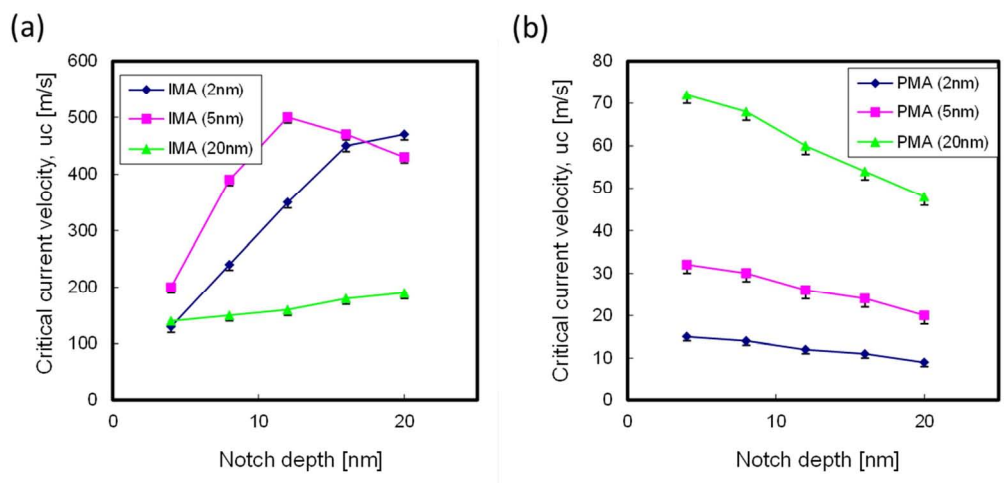 (a)
600
500
400
300
200
100
0
0 10 20
Critical current velocity, uc [m/s]
Notch depth [nm]
IMA (2nm)
IMA (5nm)
IMA (20nm)
(b)
80
70
60
50
40
30
20
10
0
0 10 20
Critical current velocity, uc [m/s]
Notch depth [nm]
PMA (2nm)
PMA (5nm)
PMA (20nm)